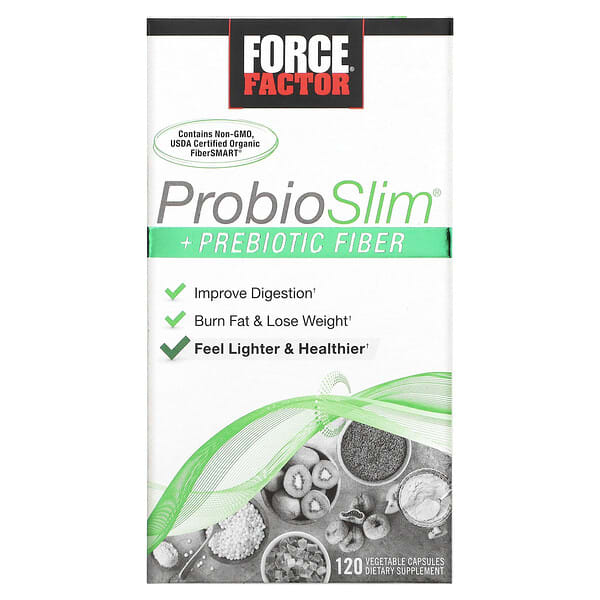 FORCE
FACTOR®
Contains Non-GMO,
USDA Certified Organic
FiberSMART®
ProbioSlim®
+ PREBIOTIC FIBER
Improve Digestion†
Burn Fat & Lose Weight†
Feel Lighter & Healthier†
120 VEGETABLE CAPSULES
DIETARY SUPPLEMENT